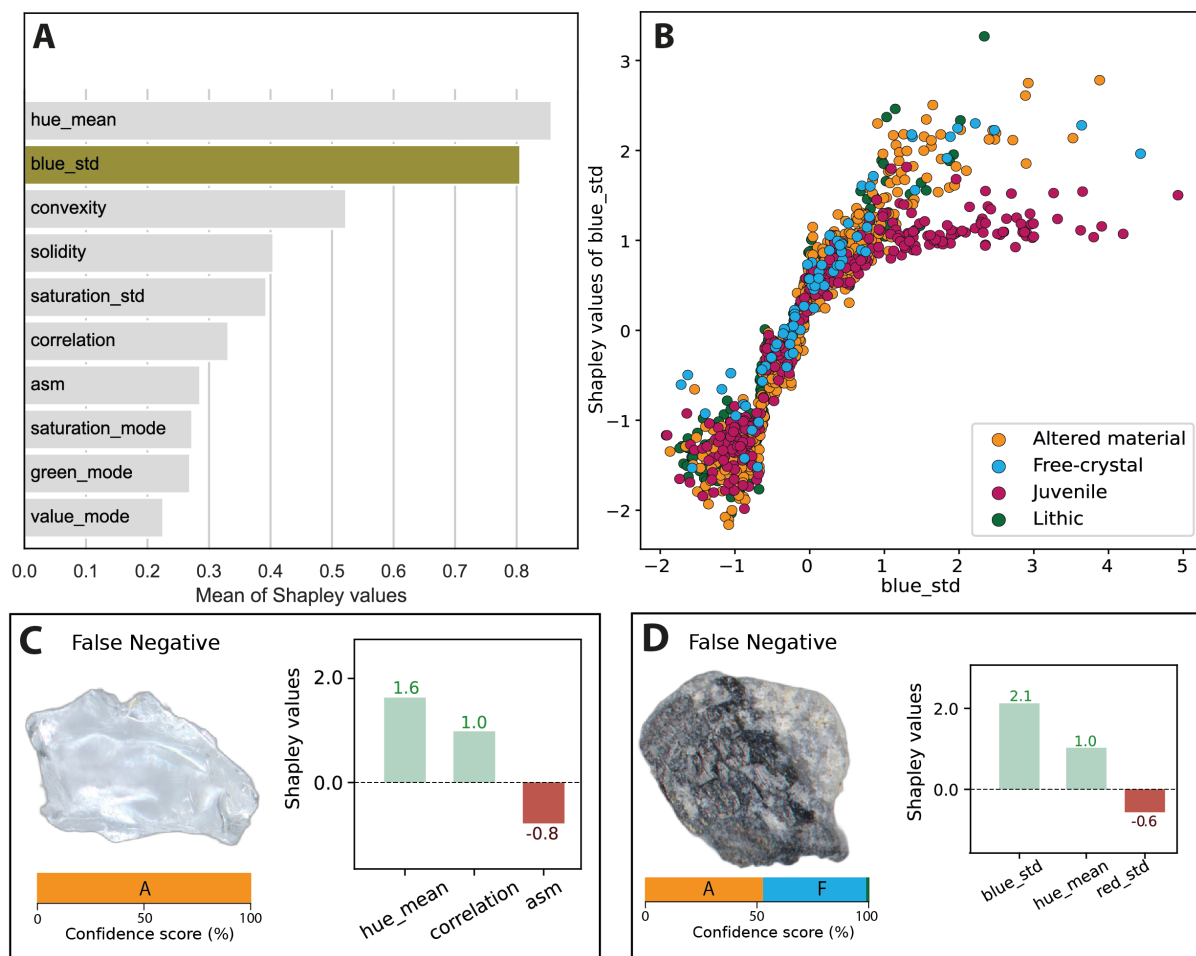 A
hue_mean
blue_std
convexity
solidity
saturation_std
correlation
asm
saturation_mode
green_mode
value_mode
0.0 0.1 0.2 0.3 0.4 0.5 0.6 0.7 0.8
Mean of Shapley values
B
Shapley values of blue_std
3
2
1
0
−1
−2
Altered material
Free-crystal
Juvenile
Lithic
−2 −1 0 1 2 3 4 5
blue_std
C
False Negative
A
0 50 100
Confidence score (%)
Shapley values
2.0
0.0
1.6
1.0
-0.8
hue_mean
correlation
asm
D
False Negative
A F
0 50 100
Confidence score (%)
Shapley values
2.0
0.0
2.1
1.0
-0.6
blue_std
hue_mean
red_std